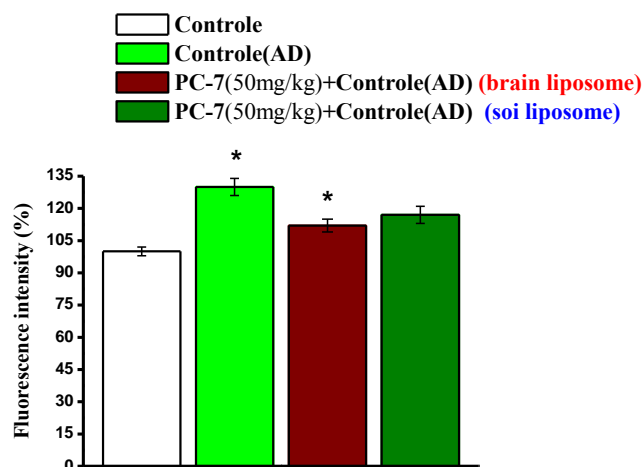 Controle
Controle(AD)
PC-7(50mg/kg)+Controle(AD) (brain liposome)
PC-7(50mg/kg)+Controle(AD) (soi liposome)
Fluorescence intensity (%)
135
120
105
90
75
60
45
30
15
0
*
*